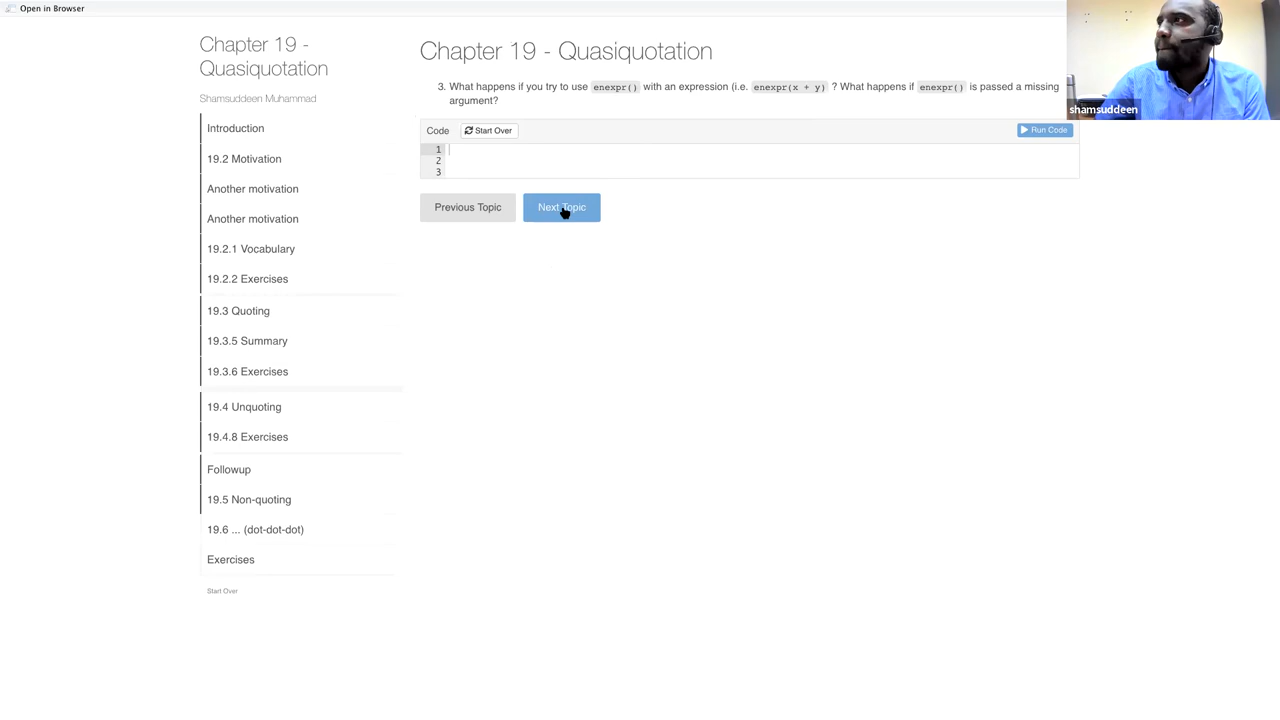 Open in Browser
Chapter 19 -
Quasiquotation
Shamsuddeen Muhammad
Introduction
19.2 Motivation
Another motivation
Another motivation
19.2.1 Vocabulary
19.2.2 Exercises
19.3 Quoting
19.3.5 Summary
19.3.6 Exercises
19.4 Unquoting
19.4.8 Exercises
Followup
19.5 Non-quoting
19.6 ... (dot-dot-dot)
Exercises
Start Over
Chapter 19 - Quasiquotation
3. What happens if you try to use enexpr() with an expression (i.e. enexpr(x + y) ? What happens if enexpr() is passed a missing
argument?
Code Start Over Run Code
1
2
3
Previous Topic Next Topic
shamsuddeen